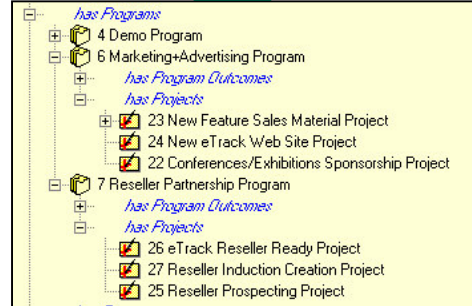 has Programs
4 Demo Program
6 Marketing+Advertising Program
has Program Outcomes
has Projects
23 New Feature Sales Material Project
24 New eTrack Web Site Project
22 Conferences/Exhibitions Sponsorship Project
7 Reseller Partnership Program
has Program Outcomes
has Projects
26 eTrack Reseller Ready Project
27 Reseller Induction Creation Project
25 Reseller Prospecting Project